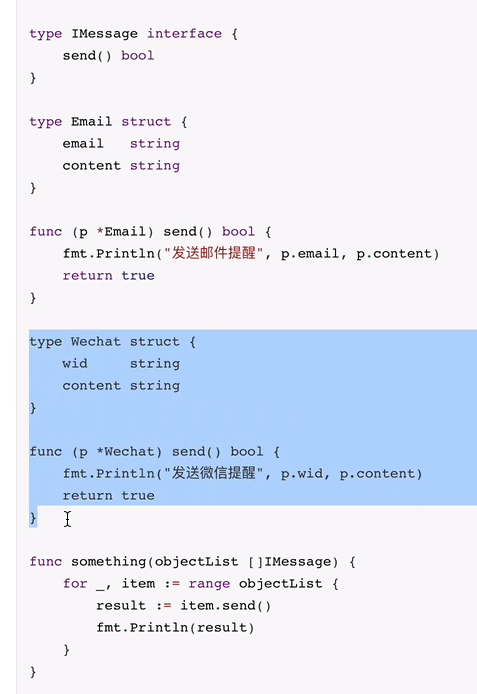 type IMessage interface {
    send() bool
}
type Email struct {
    email   string
    content string
}
func (p *Email) send() bool {
    fmt.Println("发送邮件提醒", p.email, p.content)
    return true
}
type Wechat struct {
    wid     string
    content string
}
func (p *Wechat) send() bool {
    fmt.Println("发送微信提醒", p.wid, p.content)
    return true
}
func something(objectList []IMessage) {
    for _, item := range objectList {
        result := item.send()
        fmt.Println(result)
    }
}